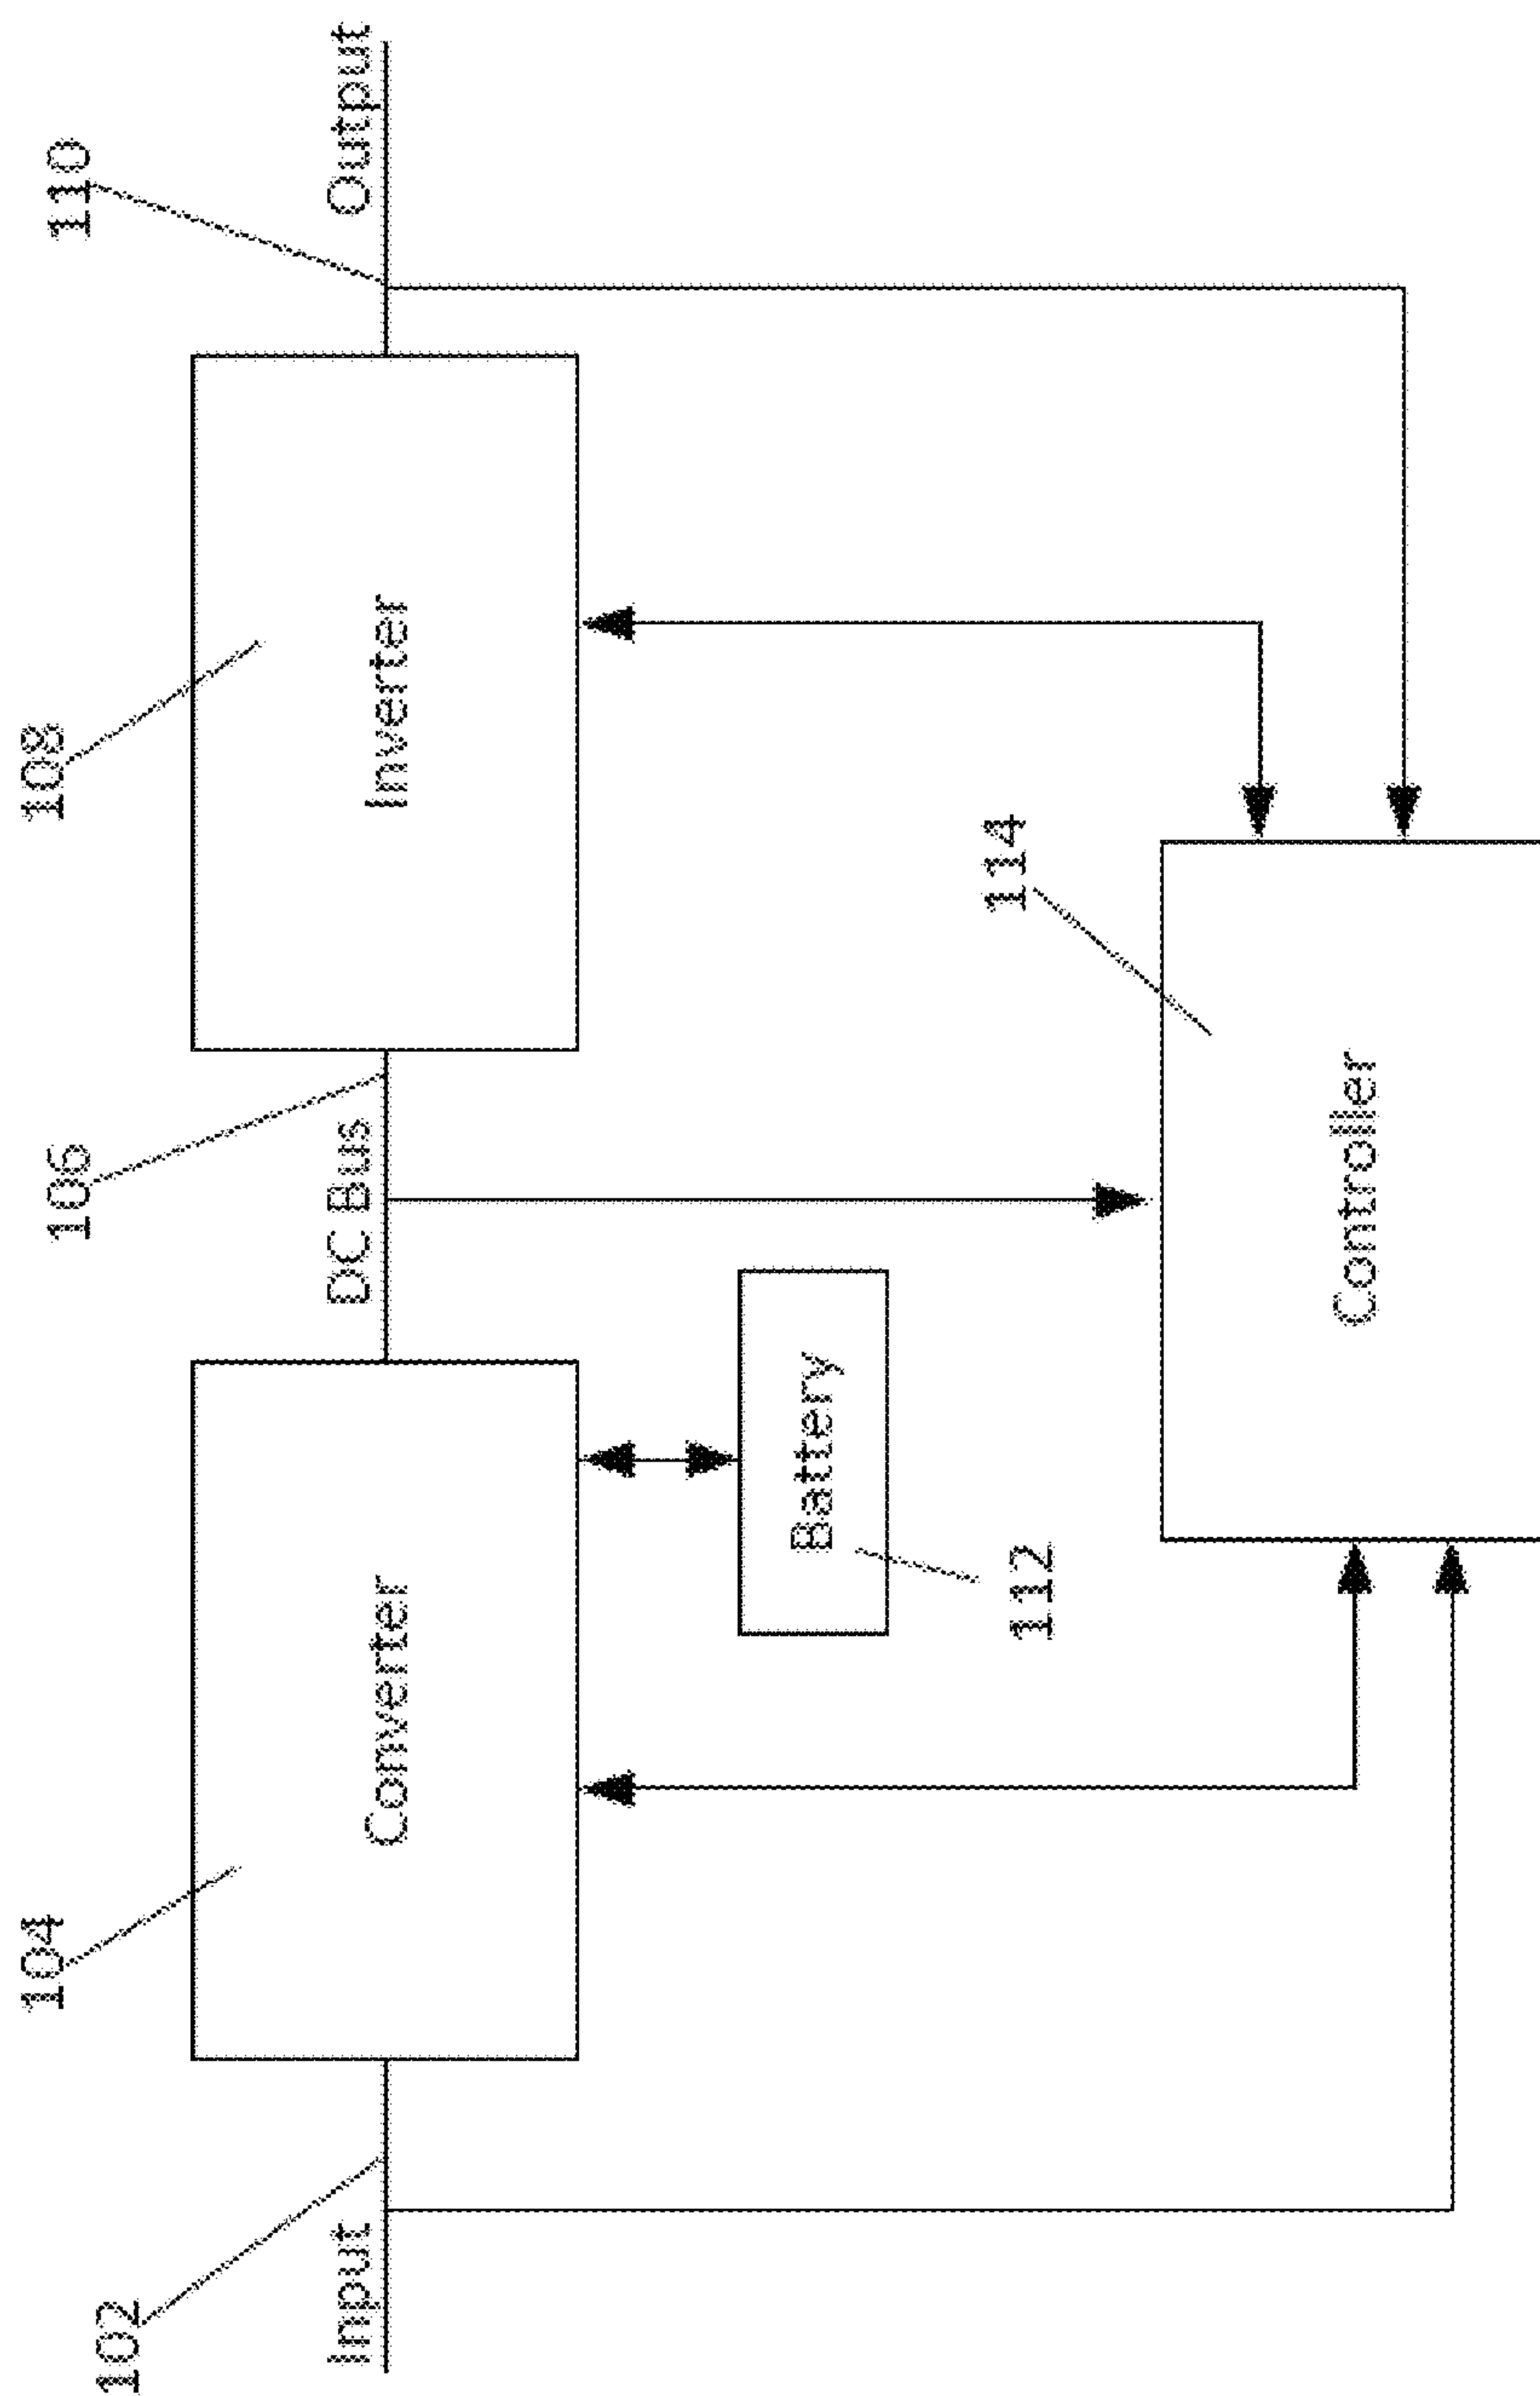 104
108
102
106
110
Input
Converter
DC Bus
Inverter
Output
Battery
112
114
Controller